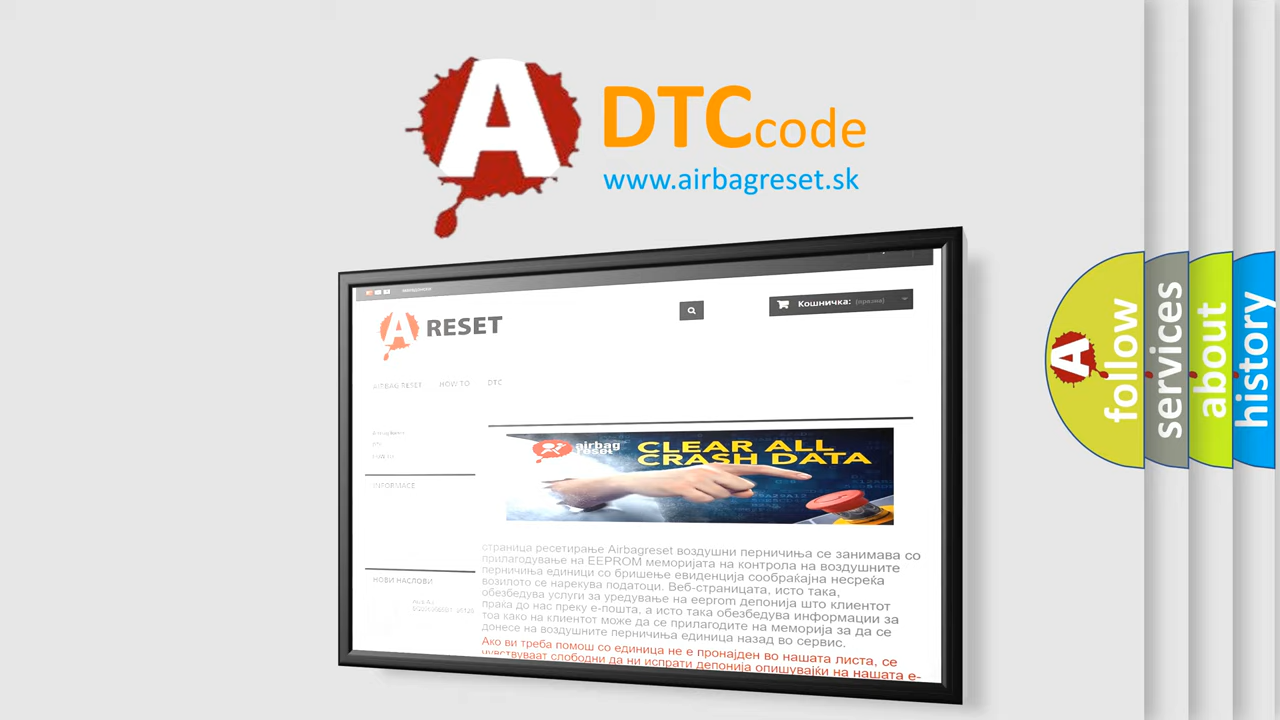 A
DTCcode
www.airbagreset.sk
A RESET
Кошничка: (празна)
AIRBAG RESET HOW TO DTC
INFORMACE
airbag
reset
CLEAR ALL
CRASH DATA
страница ресетирање Airbagreset воздушни перничиња се занимава со
прилагодување на EEPROM меморијата на контрола на воздушните
перничиња единици со бришење евиденција сообраќајна несреќа
возилото се нарекува податоци. Веб-страницата, исто така,
обезбедува услуги за уредување на eeprom депонија што клиентот
праќа до нас преку е-пошта, а исто така обезбедува информации за
тоа како на клиентот може да се прилагодите на меморија за да се
донесе на воздушните перничиња единица назад во сервис.
Ако ви треба помош со единица не е пронајден во нашата листа, се
чувствуваат слободни да ни испрати депонија опишувајќи на нашата е-
НОВИ НАСЛОВИ
A
follow
services
about
history